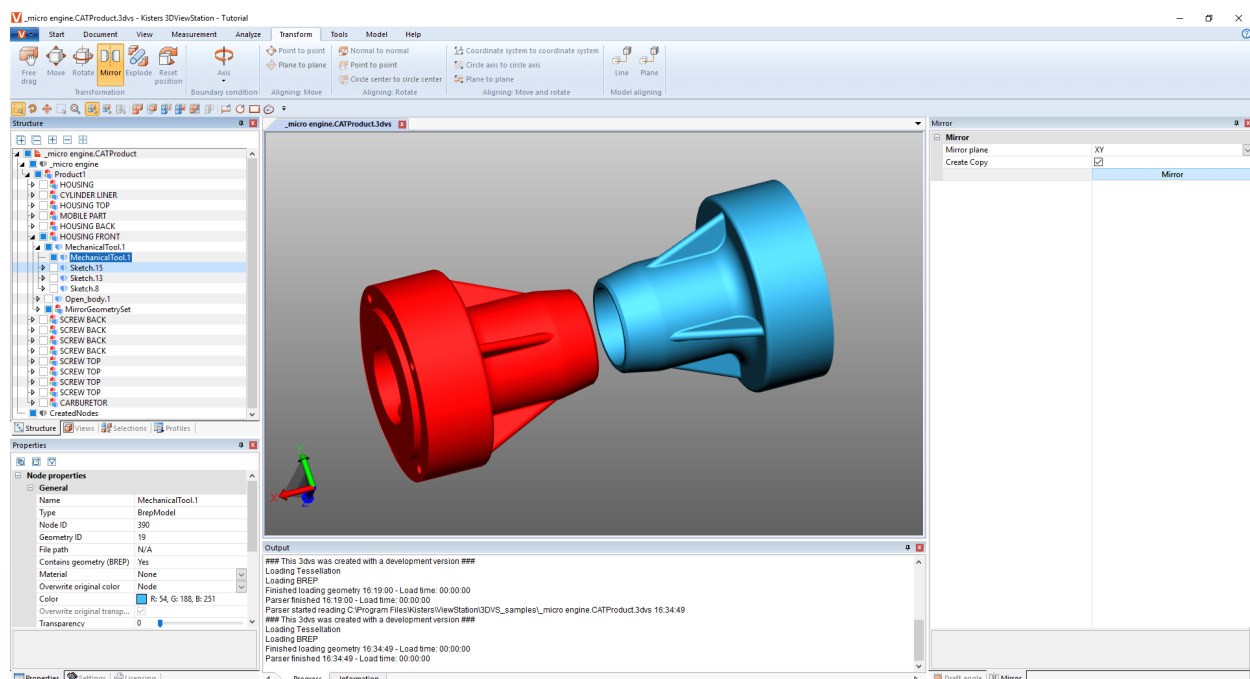 _micro engine.CATProduct.3dvs - Kisters 3DViewStation - Tutorial
Start Document View Measurement Analyze Transform Tools Model Help
Free drag
Move
Rotate
Mirror
Explode
Reset position
Transformation
Axis
Boundary condition
Point to point
Plane to plane
Aligning: Move
Normal to normal
Point to point
Circle center to circle center
Aligning: Rotate
Coordinate system to coordinate system
Circle axis to circle axis
Plane to plane
Aligning: Move and rotate
Line
Plane
Model aligning
Structure
_micro engine.CATProduct
_micro engine
Product1
HOUSING
CYLINDER LINER
HOUSING TOP
MOBILE PART
HOUSING BACK
HOUSING FRONT
MechanicalTool.1
MechanicalTool.1
Sketch.15
Sketch.13
Sketch.8
Open_body.1
MirrorGeometrySet
SCREW BACK
SCREW BACK
SCREW BACK
SCREW BACK
SCREW TOP
SCREW TOP
SCREW TOP
SCREW TOP
CARBURETOR
CreatedNodes
Structure Views Selections Profiles
Properties
Node properties
General
Name MechanicalTool.1
Type BrepModel
Node ID 390
Geometry ID 19
File path N/A
Contains geometry (BREP) Yes
Material None
Overwrite original color Node
Color R: 54, G: 188, B: 251
Overwrite original transp...
Transparency 0
Properties Settings Licensing
_micro engine.CATProduct.3dvs
Y
X
Z
Output
### This 3dvs was created with a development version ###
Loading Tessellation
Loading BREP
Finished loading geometry 16:19:00 - Load time: 00:00:00
Parser finished 16:19:00 - Load time: 00:00:00
Parser started reading C:\Program Files\Kisters\ViewStation\3DVS_samples\_micro engine.CATProduct.3dvs 16:34:49
### This 3dvs was created with a development version ###
Loading Tessellation
Loading BREP
Finished loading geometry 16:34:49 - Load time: 00:00:00
Parser finished 16:34:49 - Load time: 00:00:00
Progress Information
Mirror
Mirror
Mirror plane XY
Create Copy
Mirror
Draft angle Mirror